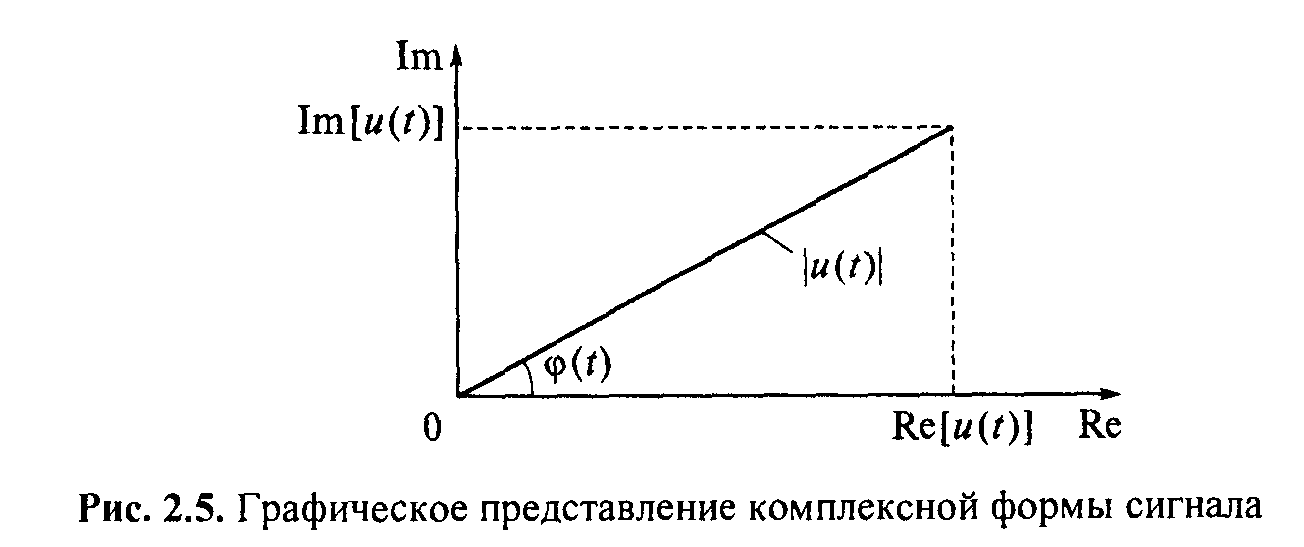 Im
Im[u(t)]
|u(t)|
φ(t)
0
Re[u(t)] Re
Рис. 2.5. Графическое представление комплексной формы сигнала